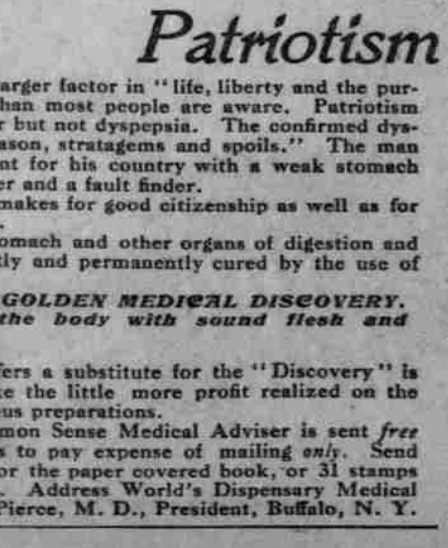 Patriotism
arger factor in "life, liberty and the pur-
han most people are aware. Patriotism
r but not dyspepsia. The confirmed dys-
ason, stratagems and spoils." The man
nt for his country with a weak stomach
er and a fault finder.
makes for good citizenship as well as for
.
omach and other organs of digestion and
tly and permanently cured by the use of
GOLDEN MEDICAL DISCOVERY.
the body with sound flesh and
fers a substitute for the "Discovery" is
ke the little more profit realized on the
ous preparations.
mon Sense Medical Adviser is sent free
s to pay expense of mailing only. Send
or the paper covered book, or 31 stamps
. Address World's Dispensary Medical
Pierce, M. D., President, Buffalo, N. Y.